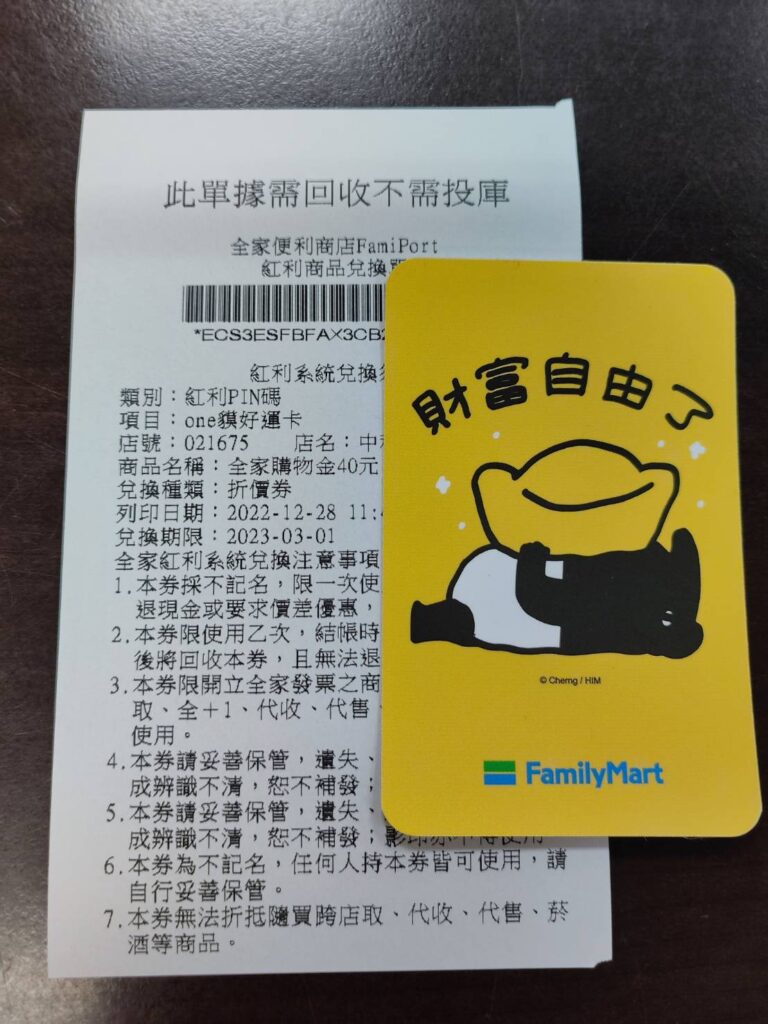 此單據需回收不需投庫
全家便利商店FamiPort
紅利商品兌換
*ECS3ESFBFAX3CB
紅利系統兌換
類別：紅利PIN碼
項目：one貘好運卡
店號：021675 店名：中
商品名稱：全家購物金40元
兌換種類：折價券
列印日期：2022-12-28 11:
兌換期限：2023-03-01
全家紅利系統兌換注意事項
1.本券採不記名，限一次使
退現金或要求價差優惠，
2.本券限使用乙次，結帳時
後將回收本券，且無法退
3.本券限開立全家發票之商
取、全＋1、代收、代售、
使用。
4.本券請妥善保管，遺失、
成辨識不清，恕不補發；
5.本券請妥善保管，遺失、
成辨識不清，恕不補發；影印亦不得使用
6.本券為不記名，任何人持本券皆可使用，請
自行妥善保管。
7.本券無法折抵隨買跨店取、代收、代售、菸
酒等商品。
財富自由了
© Cherng / HIM
FamilyMart